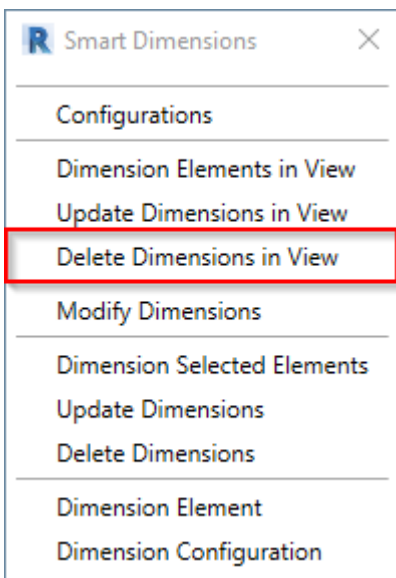 R Smart Dimensions
Configurations
Dimension Elements in View
Update Dimensions in View
Delete Dimensions in View
Modify Dimensions
Dimension Selected Elements
Update Dimensions
Delete Dimensions
Dimension Element
Dimension Configuration